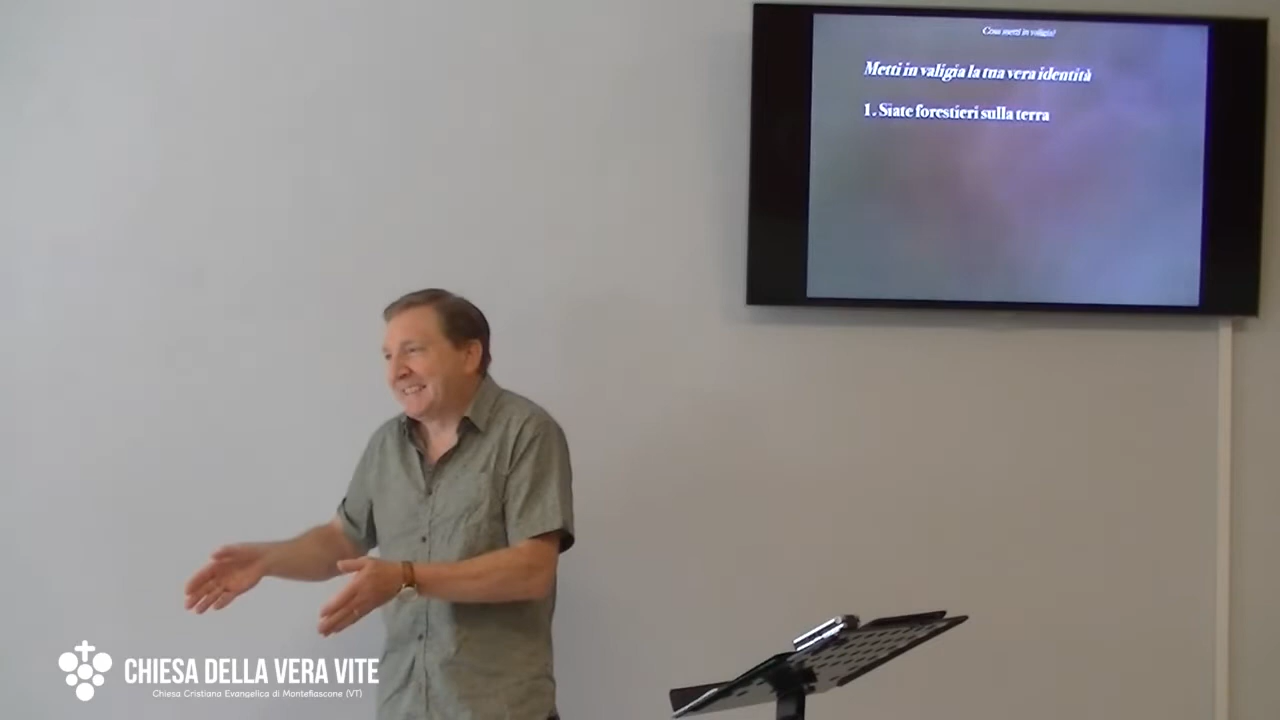 Cosa metti in valigia?
Metti in valigia la tua vera identità
1. Siate forestieri sulla terra
CHIESA DELLA VERA VITE
Chiesa Cristiana Evangelica di Montefiascone (VT)